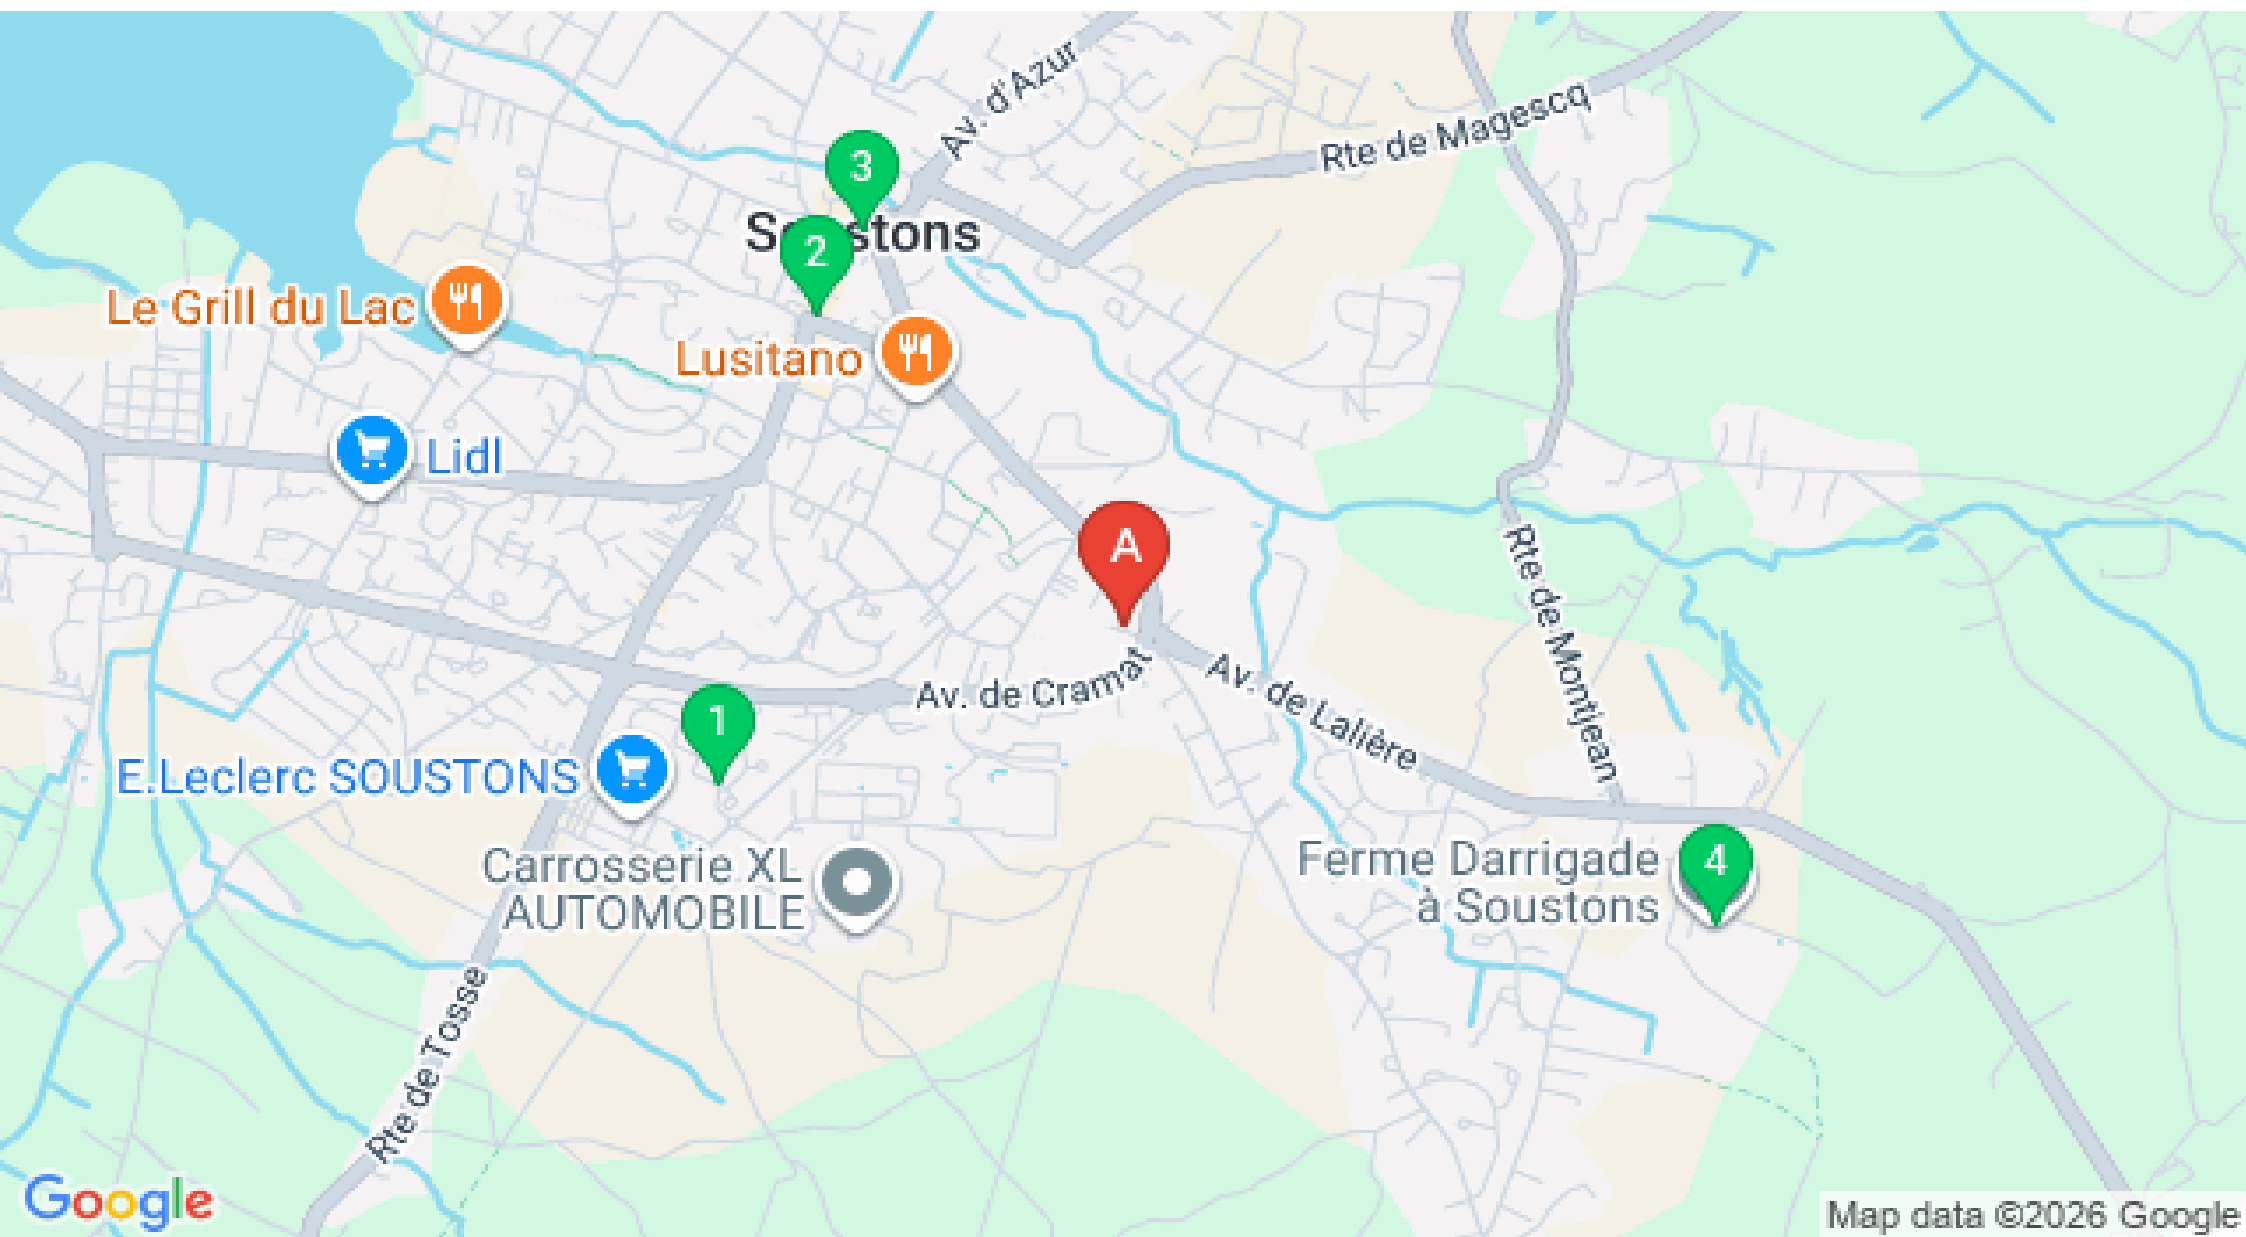 Av. d'Azur
Rte de Magescq
3
Soustons
2
Le Grill du Lac
Lusitano
Lidl
A
Rte de Montjean
Av. de Cramat
Av. de Lalière
1
E.Leclerc SOUSTONS
Carrosserie XL
AUTOMOBILE
Ferme Darrigade
à Soustons
4
Rte de Tosse
Google
Map data ©2026 Google